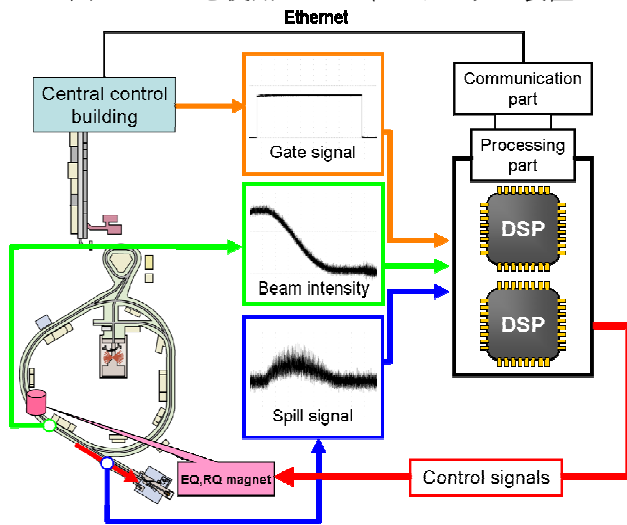 Ethernet
Central control
building
Gate signal
Communication
part
Processing
part
DSP
Beam intensity
DSP
Spill signal
EQ,RQ magnet
Control signals